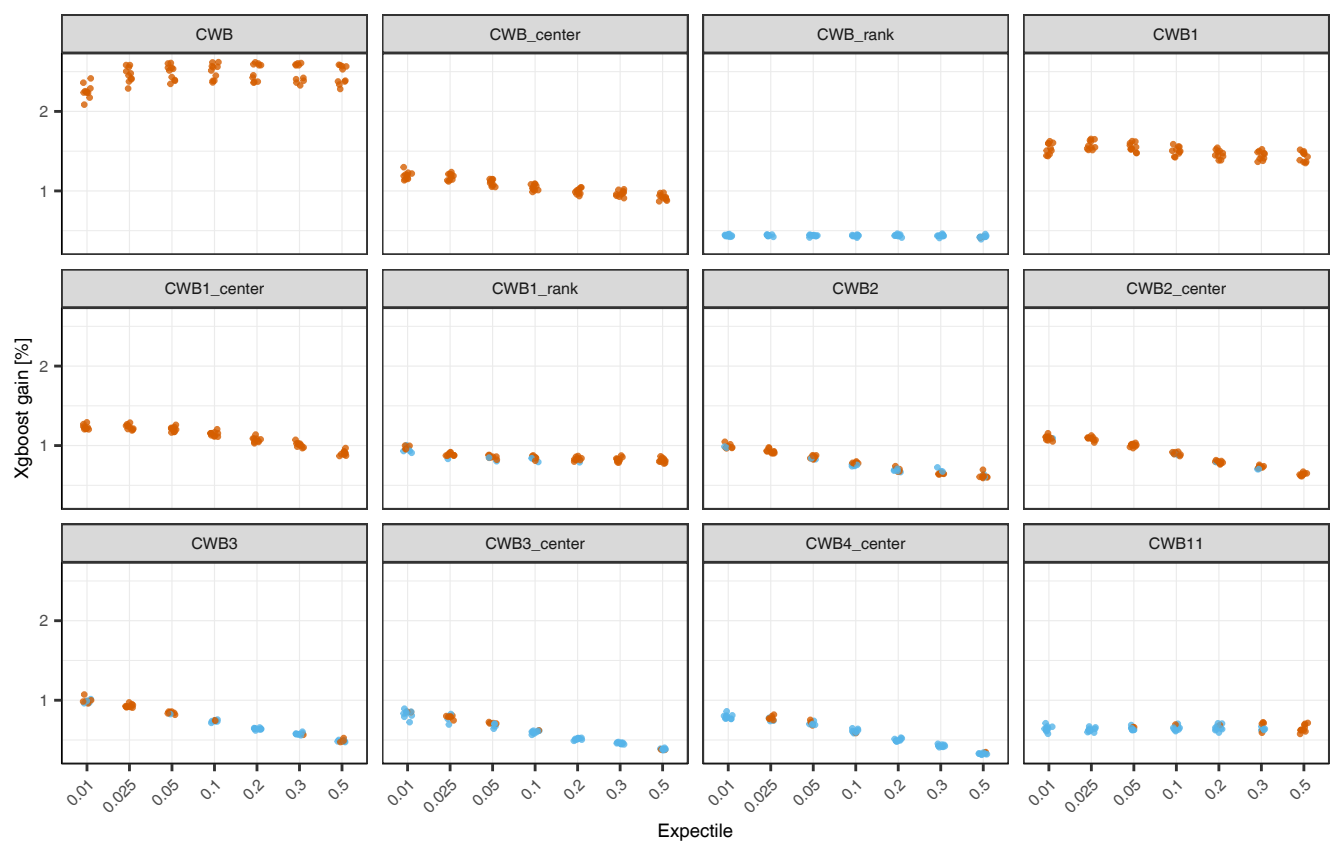 CWB
CWB_center
CWB_rank
CWB1
2
1
CWB1_center
CWB1_rank
CWB2
CWB2_center
Xgboost gain [%]
2
1
CWB3
CWB3_center
CWB4_center
CWB11
2
1
0.01 0.025 0.05 0.1 0.2 0.3 0.5
0.01 0.025 0.05 0.1 0.2 0.3 0.5
0.01 0.025 0.05 0.1 0.2 0.3 0.5
0.01 0.025 0.05 0.1 0.2 0.3 0.5
Expectile